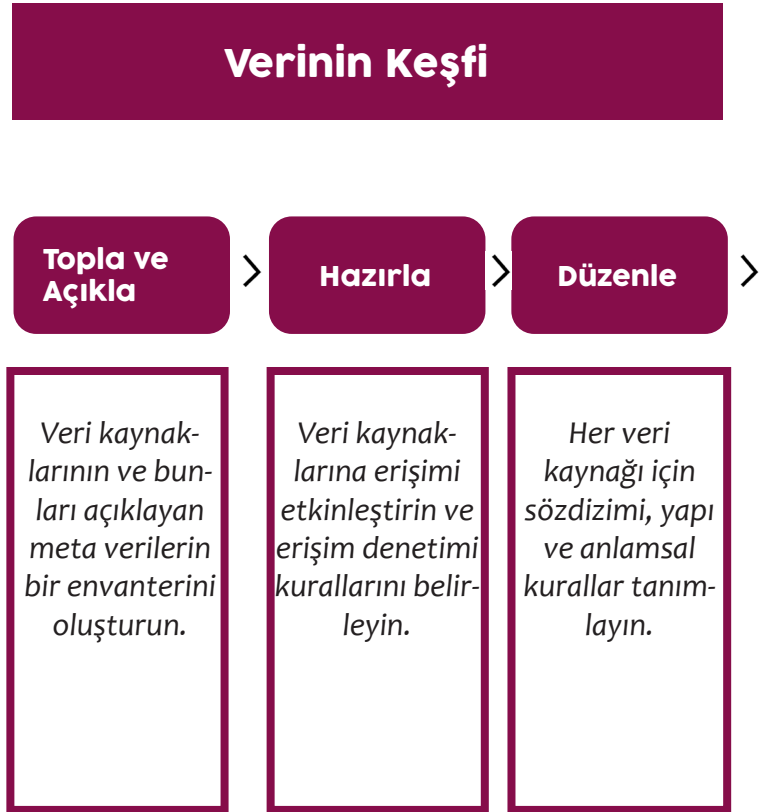 Verinin Keşfi
Topla ve
Açıkla
Hazırla
Düzenle
Veri kaynak-
larının ve bun-
ları açıklayan
meta verilerin
bir envanterini
oluşturun.
Veri kaynak-
larına erişimi
etkinleştirin ve
erişim denetimi
kurallarını belir-
leyin.
Her veri
kaynağı için
sözdizimi, yapı
ve anlamsal
kurallar tanım-
layın.